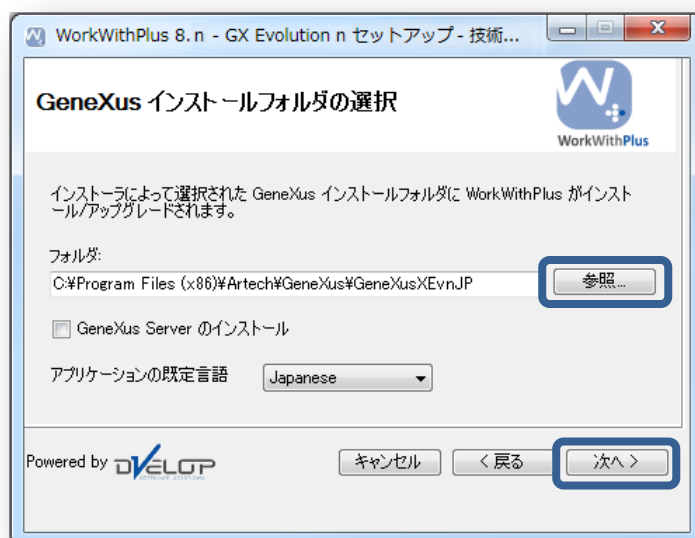 WorkWithPlus 8.n - GX Evolution n セットアップ - 技術...
GeneXus インストールフォルダの選択
WorkWithPlus
インストーラによって選択された GeneXus インストールフォルダに WorkWithPlus がインスト
ール/アップグレードされます。
フォルダ:
C:¥Program Files (x86)¥Artech¥GeneXus¥GeneXusXEvnJP
参照...
GeneXus Server のインストール
アプリケーションの既定言語
Japanese
Powered by DVELOP
キャンセル
< 戻る
次へ >